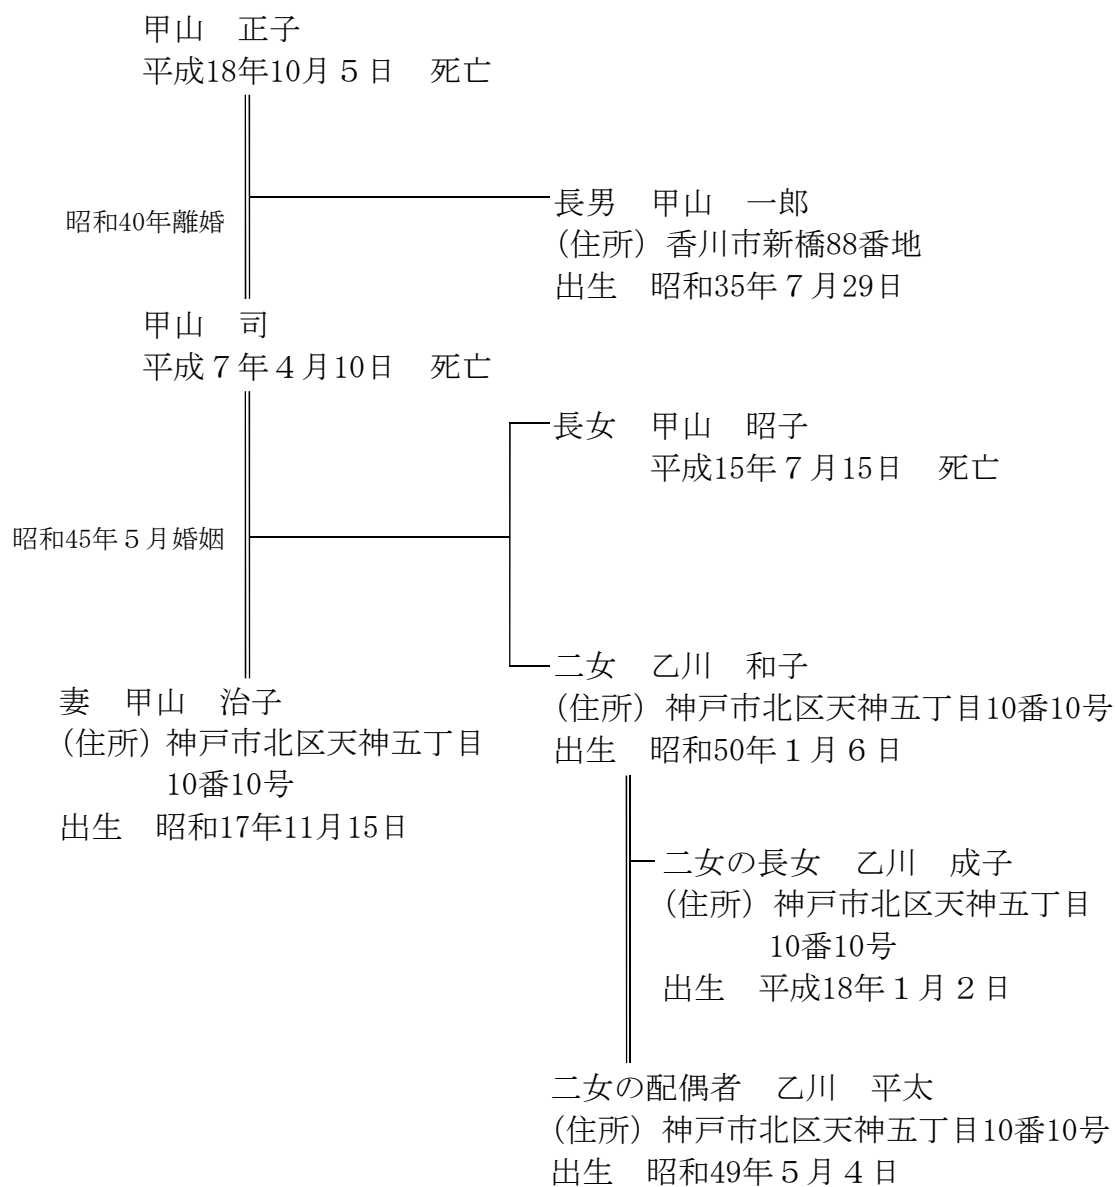 甲山　正子
平成18年10月５日　死亡
昭和40年離婚
長男　甲山　一郎
（住所）香川市新橋88番地
出生　昭和35年７月29日
甲山　司
平成７年４月10日　死亡
長女　甲山　昭子
平成15年７月15日　死亡
昭和45年５月婚姻
二女　乙川　和子
（住所）神戸市北区天神五丁目10番10号
出生　昭和50年１月６日
妻　甲山　治子
（住所）神戸市北区天神五丁目
10番10号
出生　昭和17年11月15日
二女の長女　乙川　成子
（住所）神戸市北区天神五丁目
10番10号
出生　平成18年１月２日
二女の配偶者　乙川　平太
（住所）神戸市北区天神五丁目10番10号
出生　昭和49年５月４日